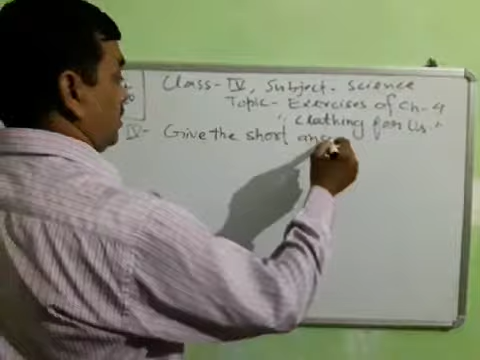 Class-IV, Subject- Science
Topic- Exercises of Ch-4
"Clothing for Us."
IV- Give the short